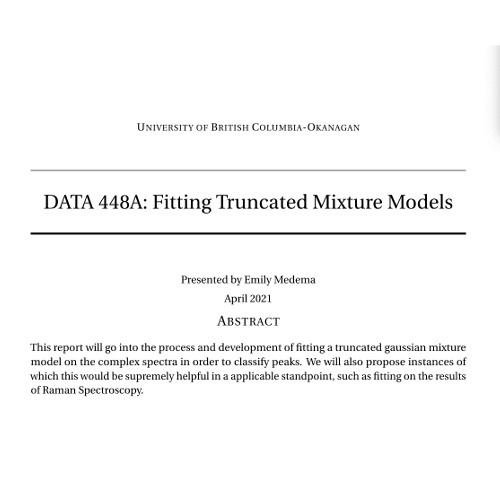 UNIVERSITY OF BRITISH COLUMBIA-OKANAGAN
DATA 448A: Fitting Truncated Mixture Models
Presented by Emily Medema
April 2021
ABSTRACT
This report will go into the process and development of fitting a truncated gaussian mixture
model on the complex spectra in order to classify peaks. We will also propose instances of
which this would be supremely helpful in a applicable standpoint, such as fitting on the results
of Raman Spectroscopy.